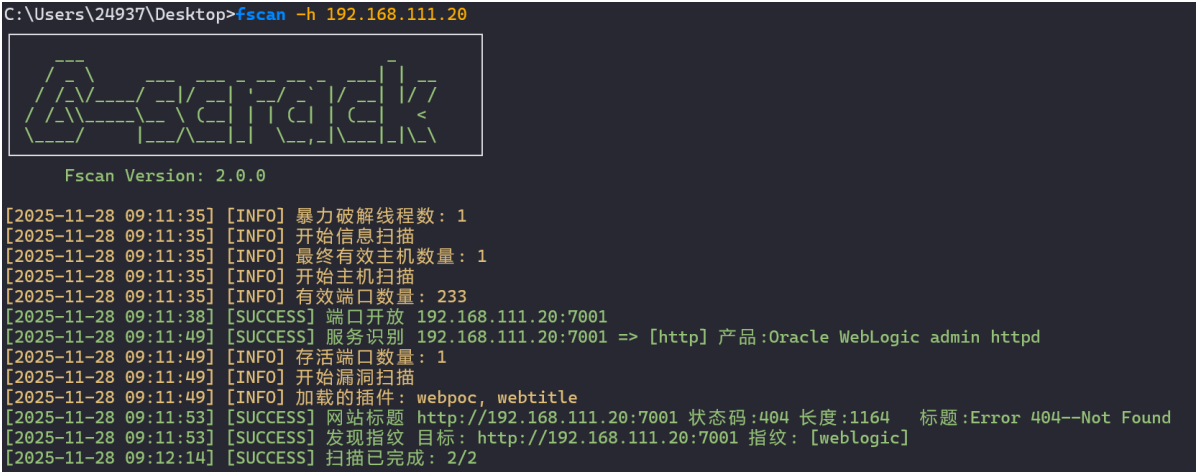 C:\Users\24937\Desktop>fscan -h 192.168.111.20
Fscan Version: 2.0.0
[2025-11-28 09:11:35] [INFO] 暴力破解线程数: 1
[2025-11-28 09:11:35] [INFO] 开始信息扫描
[2025-11-28 09:11:35] [INFO] 最终有效主机数量: 1
[2025-11-28 09:11:35] [INFO] 开始主机扫描
[2025-11-28 09:11:35] [INFO] 有效端口数量: 233
[2025-11-28 09:11:38] [SUCCESS] 端口开放 192.168.111.20:7001
[2025-11-28 09:11:49] [SUCCESS] 服务识别 192.168.111.20:7001 => [http] 产品:Oracle WebLogic admin httpd
[2025-11-28 09:11:49] [INFO] 存活端口数量: 1
[2025-11-28 09:11:49] [INFO] 开始漏洞扫描
[2025-11-28 09:11:49] [INFO] 加载的插件: webpoc, webtitle
[2025-11-28 09:11:53] [SUCCESS] 网站标题 http://192.168.111.20:7001 状态码:404 长度:1164 标题:Error 404--Not Found
[2025-11-28 09:11:53] [SUCCESS] 发现指纹 目标: http://192.168.111.20:7001 指纹: [weblogic]
[2025-11-28 09:12:14] [SUCCESS] 扫描已完成: 2/2